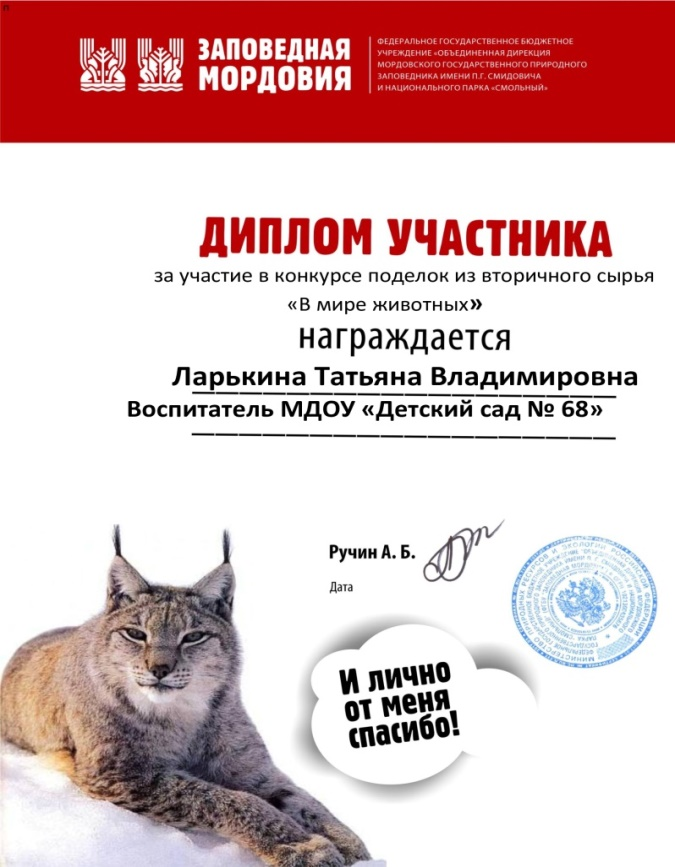 ЗАПОВЕДНАЯ
МОРДОВИЯ
ФЕДЕРАЛЬНОЕ ГОСУДАРСТВЕННОЕ БЮДЖЕТНОЕ
УЧРЕЖДЕНИЕ «ОБЪЕДИНЕННАЯ ДИРЕКЦИЯ
МОРДОВСКОГО ГОСУДАРСТВЕННОГО ПРИРОДНОГО
ЗАПОВЕДНИКА ИМЕНИ П.Г. СМИДОВИЧА
И НАЦИОНАЛЬНОГО ПАРКА «СМОЛЬНЫЙ»
ДИПЛОМ УЧАСТНИКА
за участие в конкурсе поделок из вторичного сырья
«В мире животных»
награждается
Ларькина Татьяна Владимировна
Воспитатель МДОУ «Детский сад № 68»
Ручин А. Б.
Дата
И лично
от меня
спасибо!